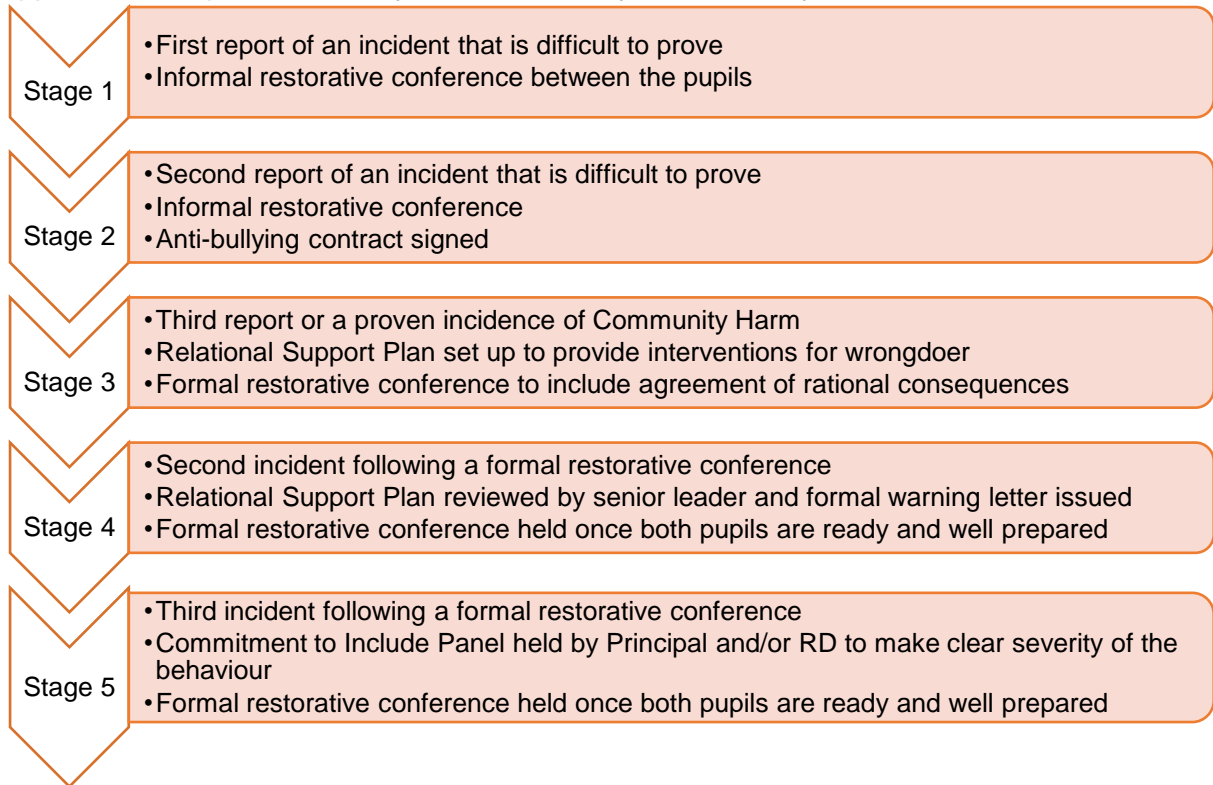 Stage 1
•First report of an incident that is difficult to prove
•Informal restorative conference between the pupils
Stage 2
•Second report of an incident that is difficult to prove
•Informal restorative conference
•Anti-bullying contract signed
Stage 3
•Third report or a proven incidence of Community Harm
•Relational Support Plan set up to provide interventions for wrongdoer
•Formal restorative conference to include agreement of rational consequences
Stage 4
•Second incident following a formal restorative conference
•Relational Support Plan reviewed by senior leader and formal warning letter issued
•Formal restorative conference held once both pupils are ready and well prepared
Stage 5
•Third incident following a formal restorative conference
•Commitment to Include Panel held by Principal and/or RD to make clear severity of the
behaviour
•Formal restorative conference held once both pupils are ready and well prepared